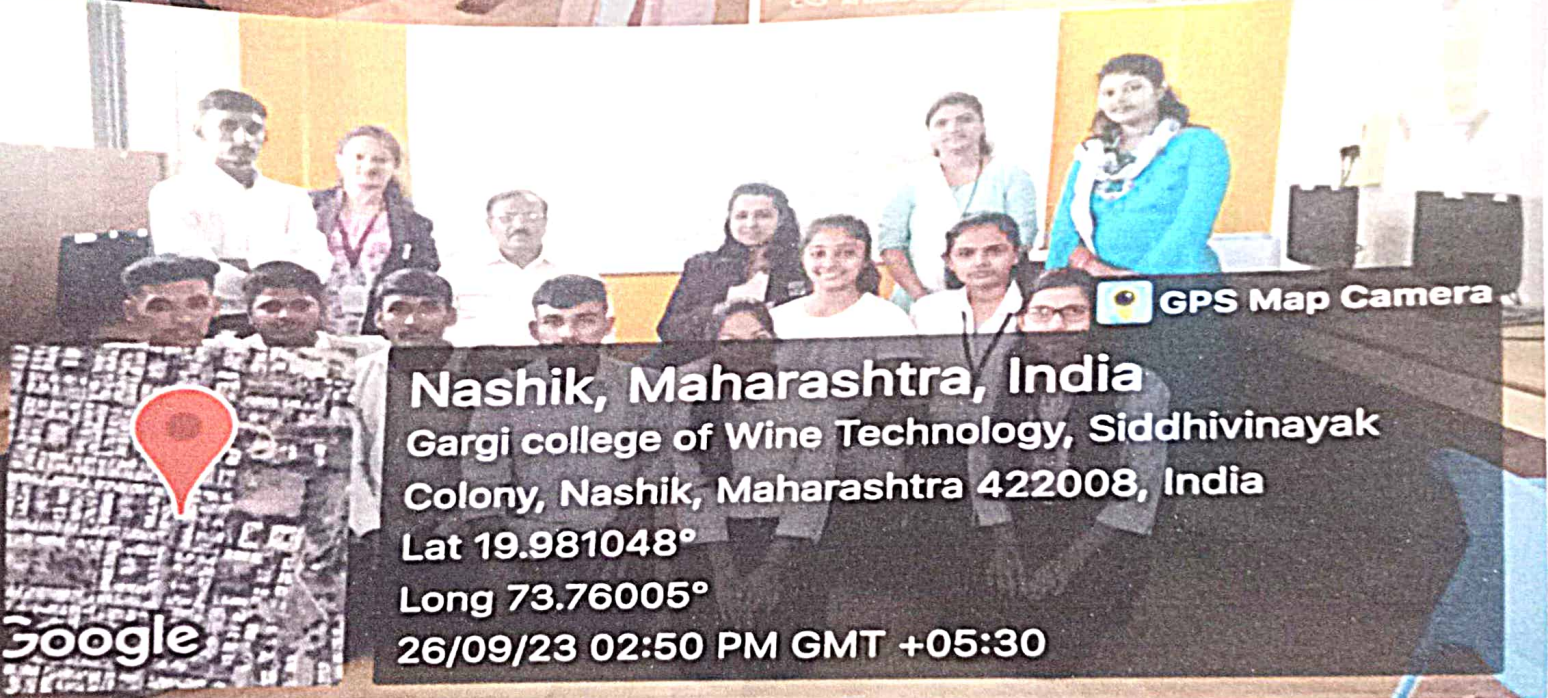 GPS Map Camera
Nashik, Maharashtra, India
Gargi college of Wine Technology, Siddhivinayak
Colony, Nashik, Maharashtra 422008, India
Lat 19.981048°
Long 73.76005°
26/09/23 02:50 PM GMT +05:30
Google